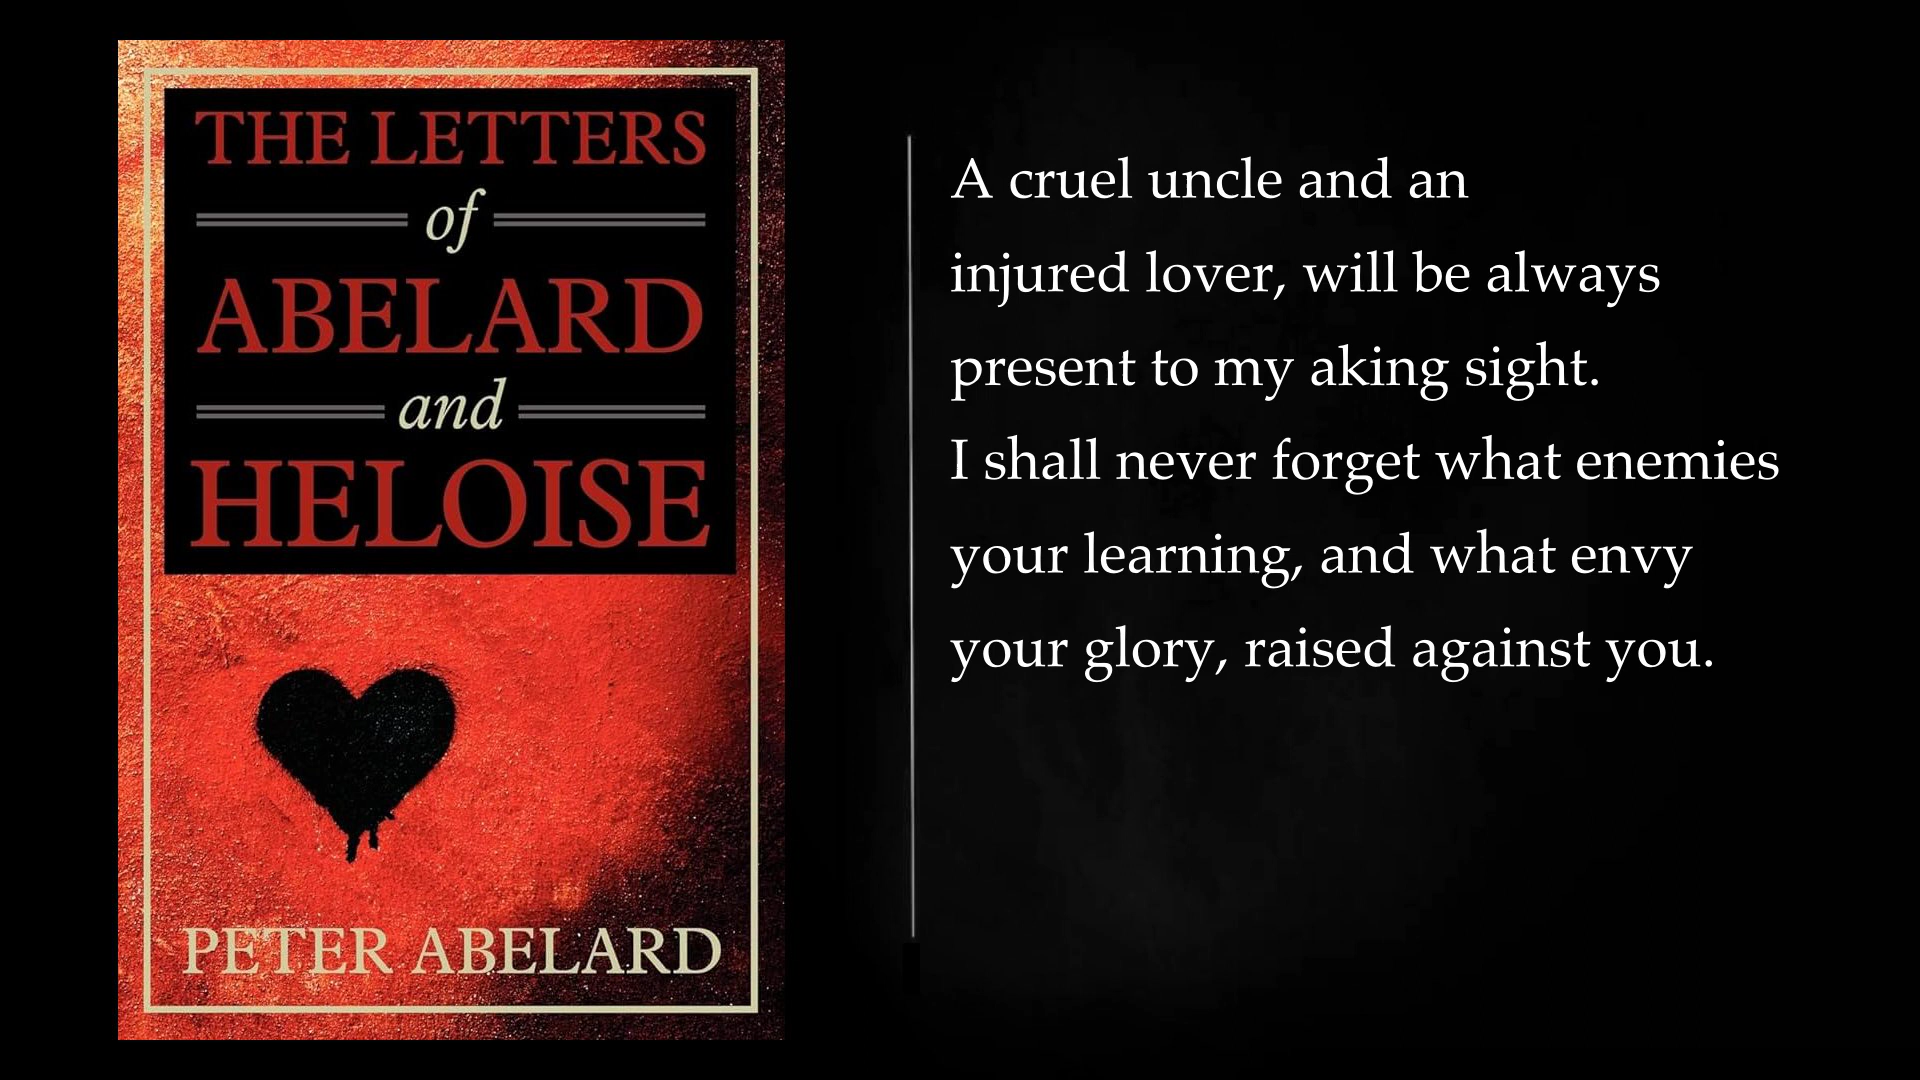 THE LETTERS
of
ABELARD
and
HELOISE
PETER ABELARD
A cruel uncle and an
injured lover, will be always
present to my aking sight.
I shall never forget what enemies
your learning, and what envy
your glory, raised against you.